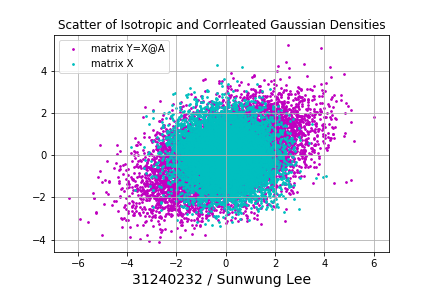 Scatter of Isotropic and Corrleated Gaussian Densities
matrix Y=X@A
matrix X
4
2
0
−2
−4
−6 −4 −2 0 2 4 6
31240232 / Sunwung Lee